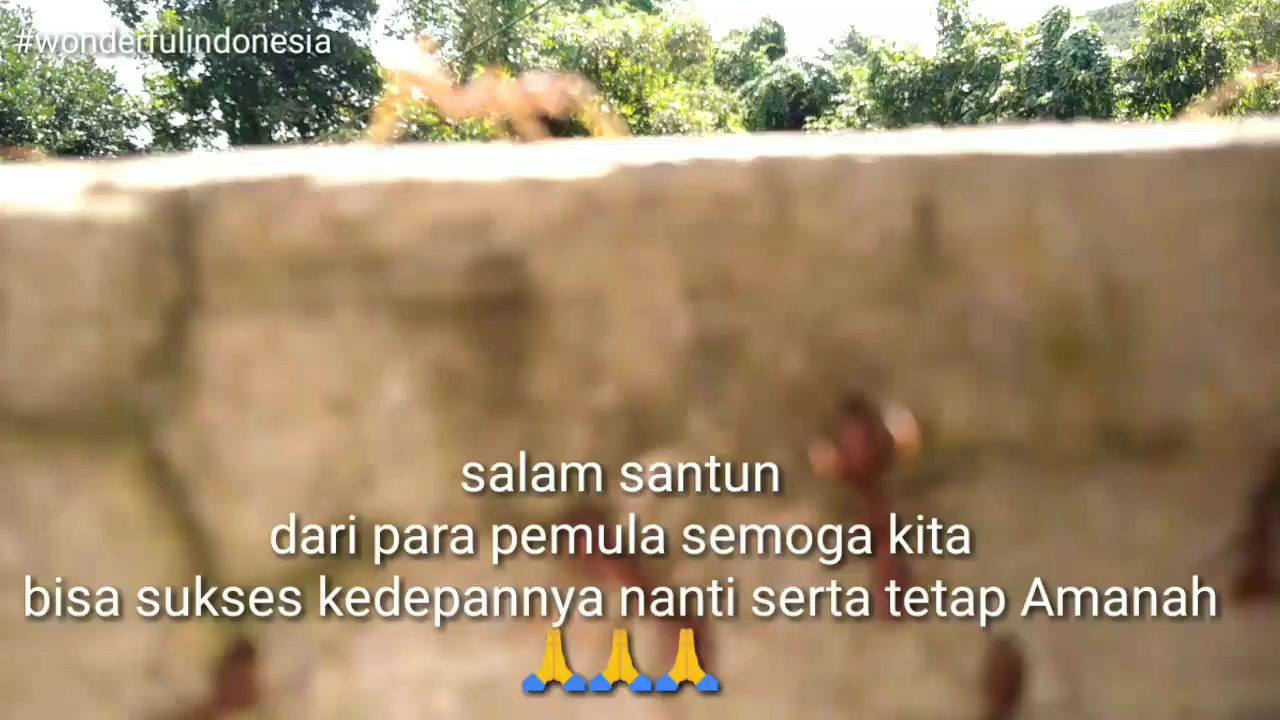 #wonderfulindonesia
salam santun
dari para pemula semoga kita
bisa sukses kedepannya nanti serta tetap Amanah
🙏🙏🙏